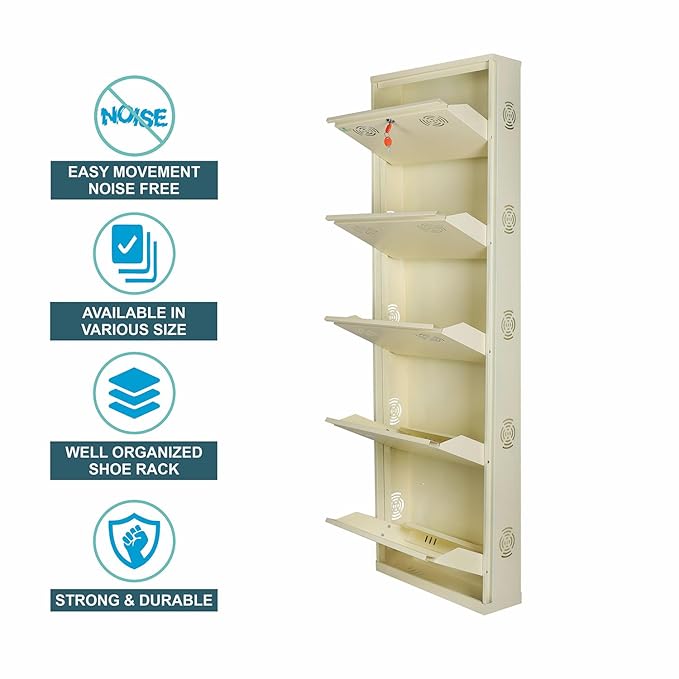 NOISE
EASY MOVEMENT
NOISE FREE
AVAILABLE IN
VARIOUS SIZE
WELL ORGANIZED
SHOE RACK
STRONG & DURABLE